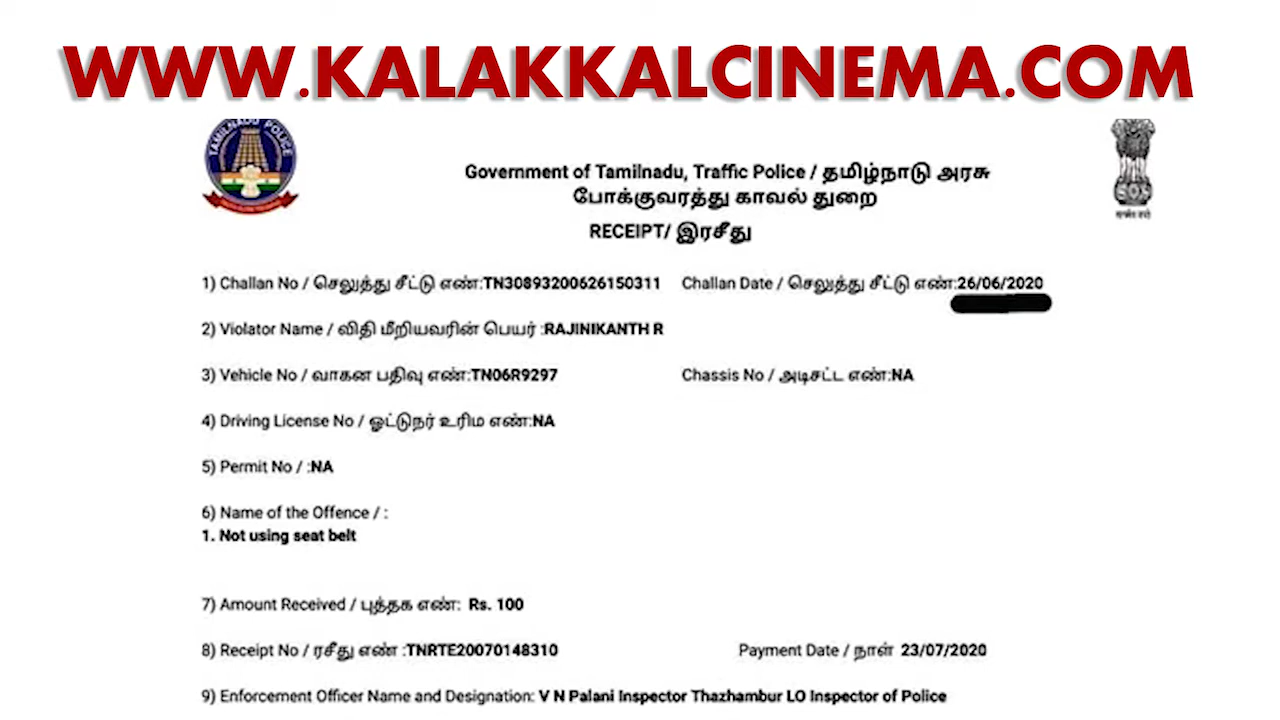 WWW.KALAKKALCINEMA.COM
TAMILNADU POLICE
Government of Tamilnadu, Traffic Police / தமிழ்நாடு அரசு
போக்குவரத்து காவல் துறை
RECEIPT/ இரசீது
1) Challan No / செலுத்து சீட்டு எண்:TN30893200626150311 Challan Date / செலுத்து சீட்டு எண்:26/06/2020
2) Violator Name / விதி மீறியவரின் பெயர் :RAJINIKANTH R
3) Vehicle No / வாகன பதிவு எண்:TN06R9297 Chassis No / அடிசட்ட எண்:NA
4) Driving License No / ஓட்டுநர் உரிம எண்:NA
5) Permit No / :NA
6) Name of the Offence / :
1. Not using seat belt
7) Amount Received / புத்தக எண்: Rs. 100
8) Receipt No / ரசீது எண் :TNRTE20070148310 Payment Date / நாள் 23/07/2020
9) Enforcement Officer Name and Designation: V N Palani Inspector Thazhambur LO Inspector of Police